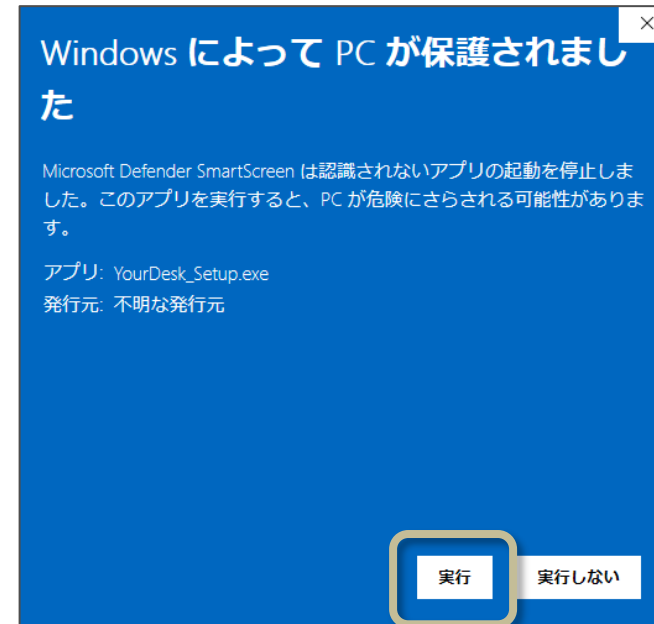 Windows によって PC が保護されまし
た
Microsoft Defender SmartScreen は認識されないアプリの起動を停止しま
した。このアプリを実行すると、PC が危険にさらされる可能性がありま
す。
アプリ: YourDesk_Setup.exe
発行元: 不明な発行元
実行 実行しない